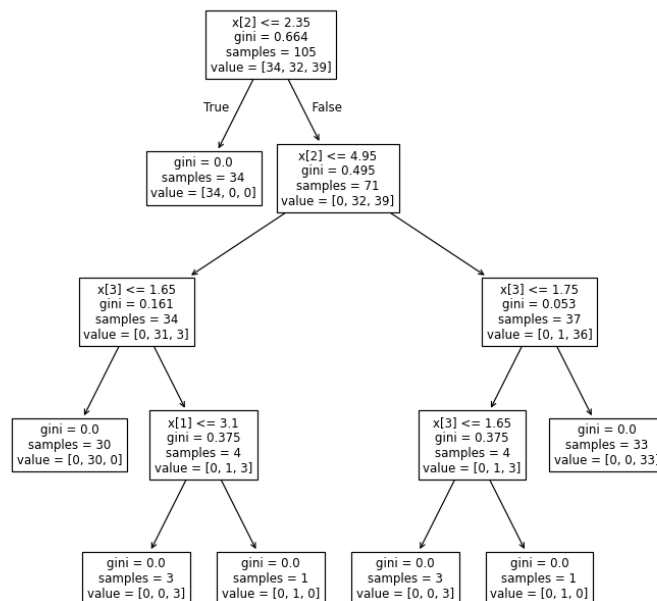 x[2] <= 2.35
gini = 0.664
samples = 105
value = [34, 32, 39]
True
False
gini = 0.0
samples = 34
value = [34, 0, 0]
x[2] <= 4.95
gini = 0.495
samples = 71
value = [0, 32, 39]
x[3] <= 1.65
gini = 0.161
samples = 34
value = [0, 31, 3]
x[3] <= 1.75
gini = 0.053
samples = 37
value = [0, 1, 36]
gini = 0.0
samples = 30
value = [0, 30, 0]
x[1] <= 3.1
gini = 0.375
samples = 4
value = [0, 1, 3]
x[3] <= 1.65
gini = 0.375
samples = 4
value = [0, 1, 3]
gini = 0.0
samples = 33
value = [0, 0, 33]
gini = 0.0
samples = 3
value = [0, 0, 3]
gini = 0.0
samples = 1
value = [0, 1, 0]
gini = 0.0
samples = 3
value = [0, 0, 3]
gini = 0.0
samples = 1
value = [0, 1, 0]